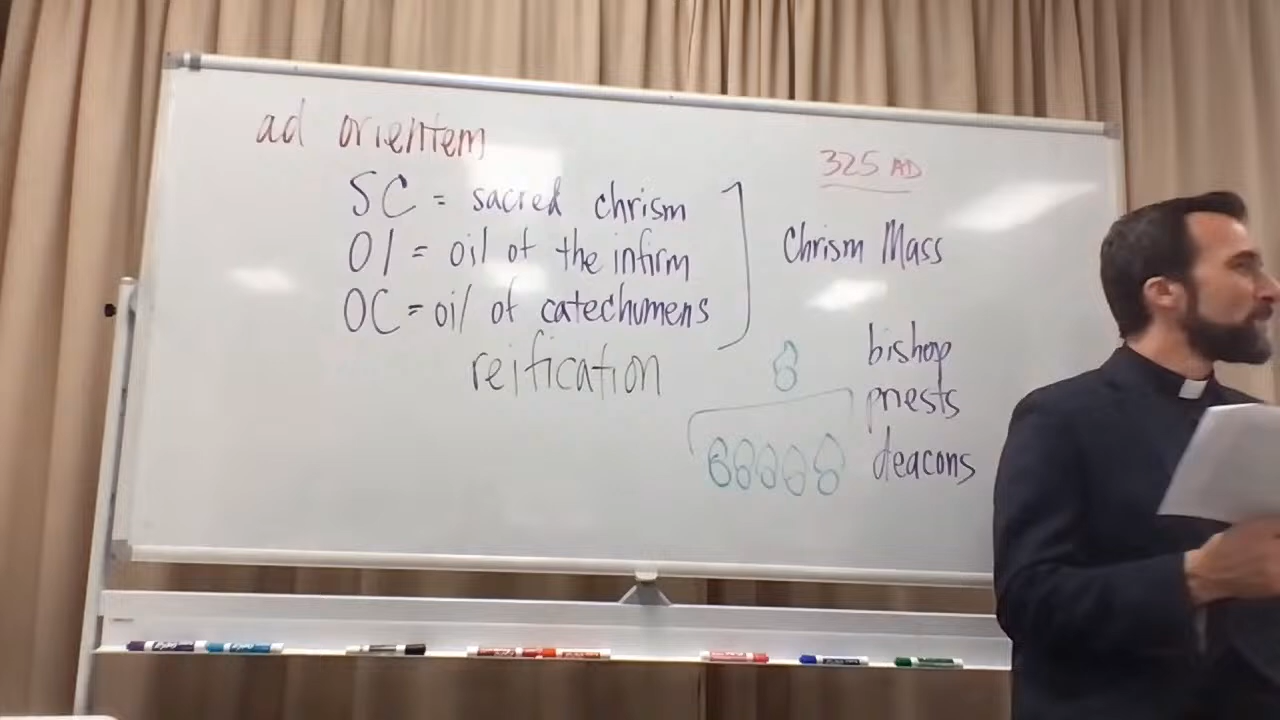 ad orientem
SC = sacred chrism
OI = oil of the infirm
OC = oil of catechumens
reification
325 AD
Chrism Mass
bishop
priests
deacons